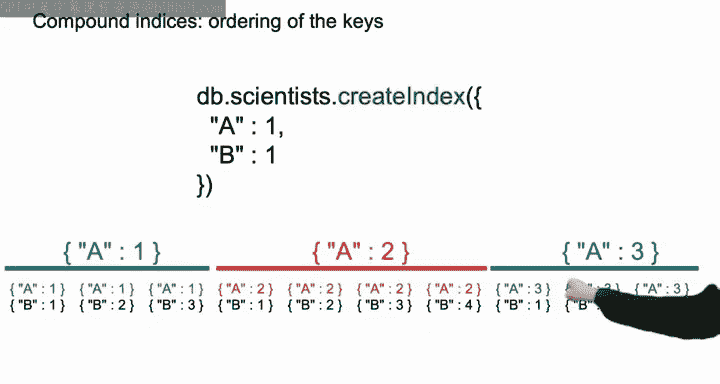 Compound indices: ordering of the keys
db.scientists.createIndex({
"A" : 1,
"B" : 1
})
{ "A" : 1 } { "A" : 2 } { "A" : 3 }
{ "A" : 1 } { "A" : 1 } { "A" : 1 } { "A" : 2 } { "A" : 2 } { "A" : 2 } { "A" : 2 } { "A" : 3 } { "A" : 3 }
{ "B" : 1 } { "B" : 2 } { "B" : 3 } { "B" : 1 } { "B" : 2 } { "B" : 3 } { "B" : 4 } { "B" : 1 } { "B"